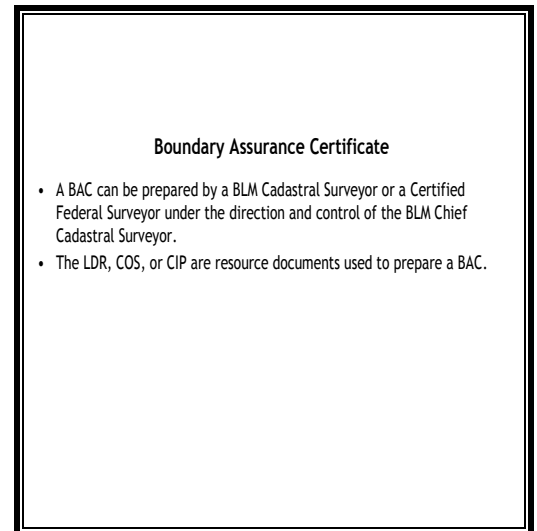 Boundary Assurance Certificate
• A BAC can be prepared by a BLM Cadastral Surveyor or a Certified
Federal Surveyor under the direction and control of the BLM Chief
Cadastral Surveyor.
• The LDR, COS, or CIP are resource documents used to prepare a BAC.